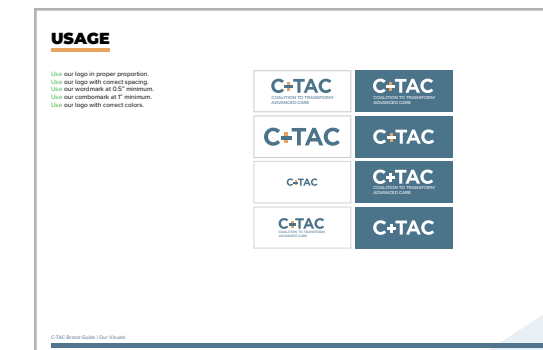 USAGE
Use our logo in proper proportion.
Use our logo with correct spacing.
Use our wordmark at 0.5" minimum.
Use our combomark at 1" minimum.
Use our logo with correct colors.
C+TAC
COALITION TO TRANSFORM
ADVANCED CARE
C+TAC
COALITION TO TRANSFORM
ADVANCED CARE
C+TAC
C+TAC
C+TAC
C+TAC
COALITION TO TRANSFORM
ADVANCED CARE
C+TAC
COALITION TO TRANSFORM
ADVANCED CARE
C+TAC
C-TAC Brand Guide | Our Visuals